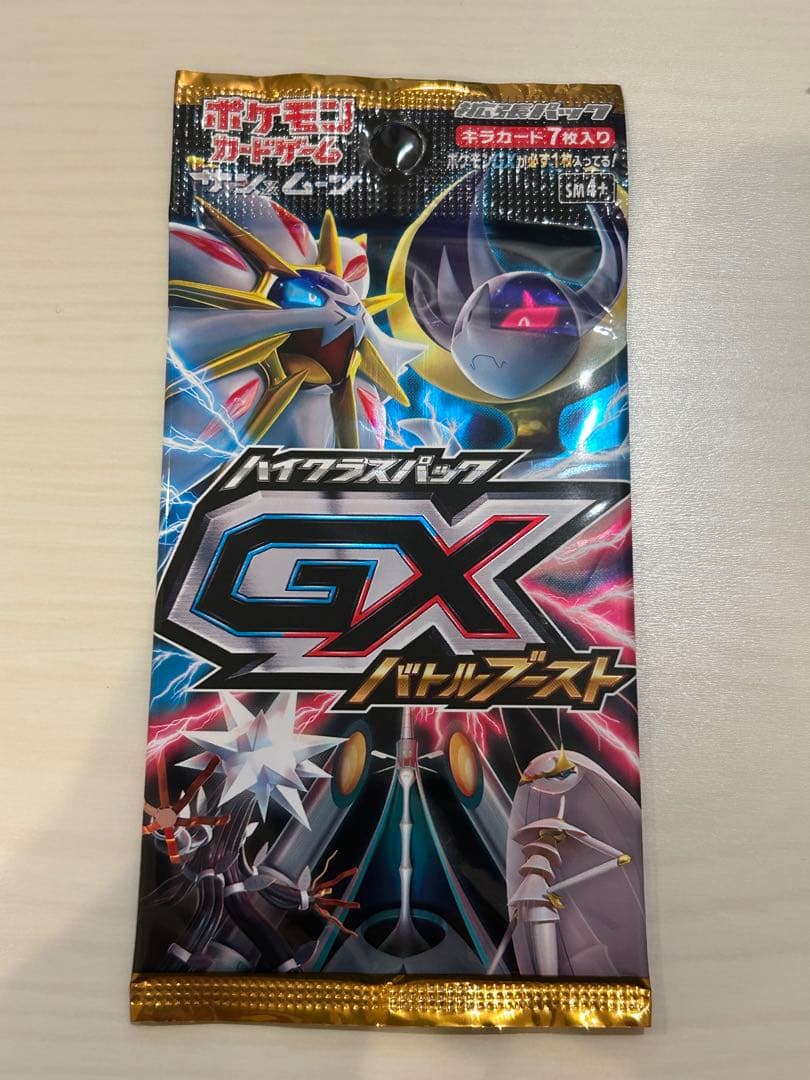 ポケモン
カードゲーム
サン&ムーン
拡張パック
キラカード7枚入り
ポケモンGXが必ず1枚入ってる!
SM4+
ハイクラスパック
GX
バトルブースト